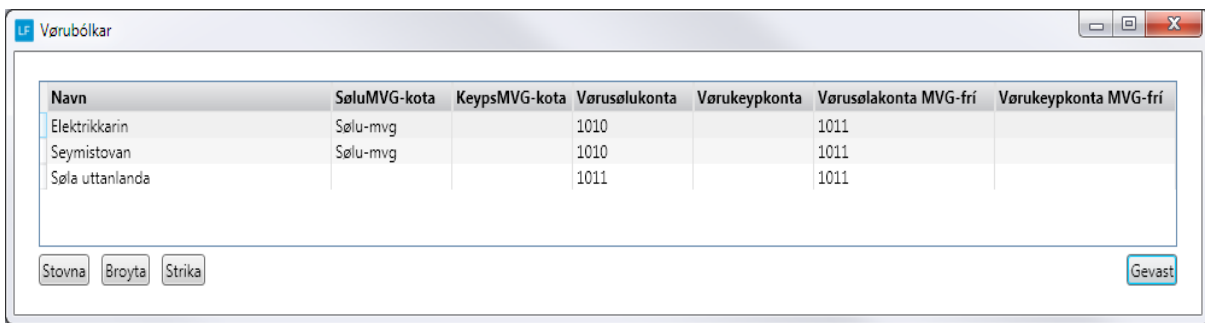 LF Vørubólkar
Navn SøluMVG-kota KeypsMVG-kota Vørusølukonta Vørukeypkonta Vørusølakonta MVG-frí Vørukeypkonta MVG-frí
Elektrikkarin Sølu-mvg 1010 1011
Seymistovan Sølu-mvg 1010 1011
Søla uttanlanda 1011 1011
Stovna Broyta Strika Gevast